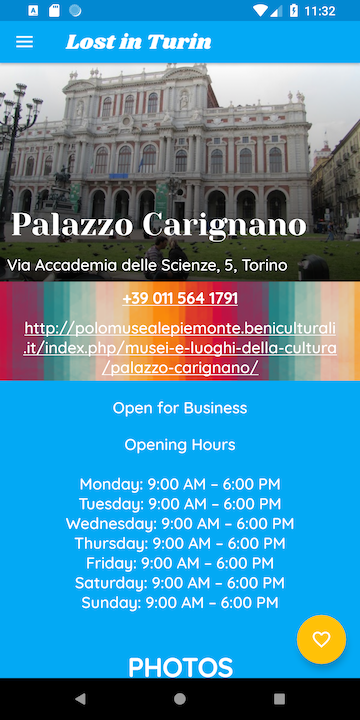 11:32
Lost in Turin
Palazzo Carignano
Via Accademia delle Scienze, 5, Torino
+39 011 564 1791
http://polomusealepiemonte.beniculturali
.it/index.php/musei-e-luoghi-della-cultura
/palazzo-carignano/
Open for Business
Opening Hours
Monday: 9:00 AM – 6:00 PM
Tuesday: 9:00 AM – 6:00 PM
Wednesday: 9:00 AM – 6:00 PM
Thursday: 9:00 AM – 6:00 PM
Friday: 9:00 AM – 6:00 PM
Saturday: 9:00 AM – 6:00 PM
Sunday: 9:00 AM – 6:00 PM
PHOTOS